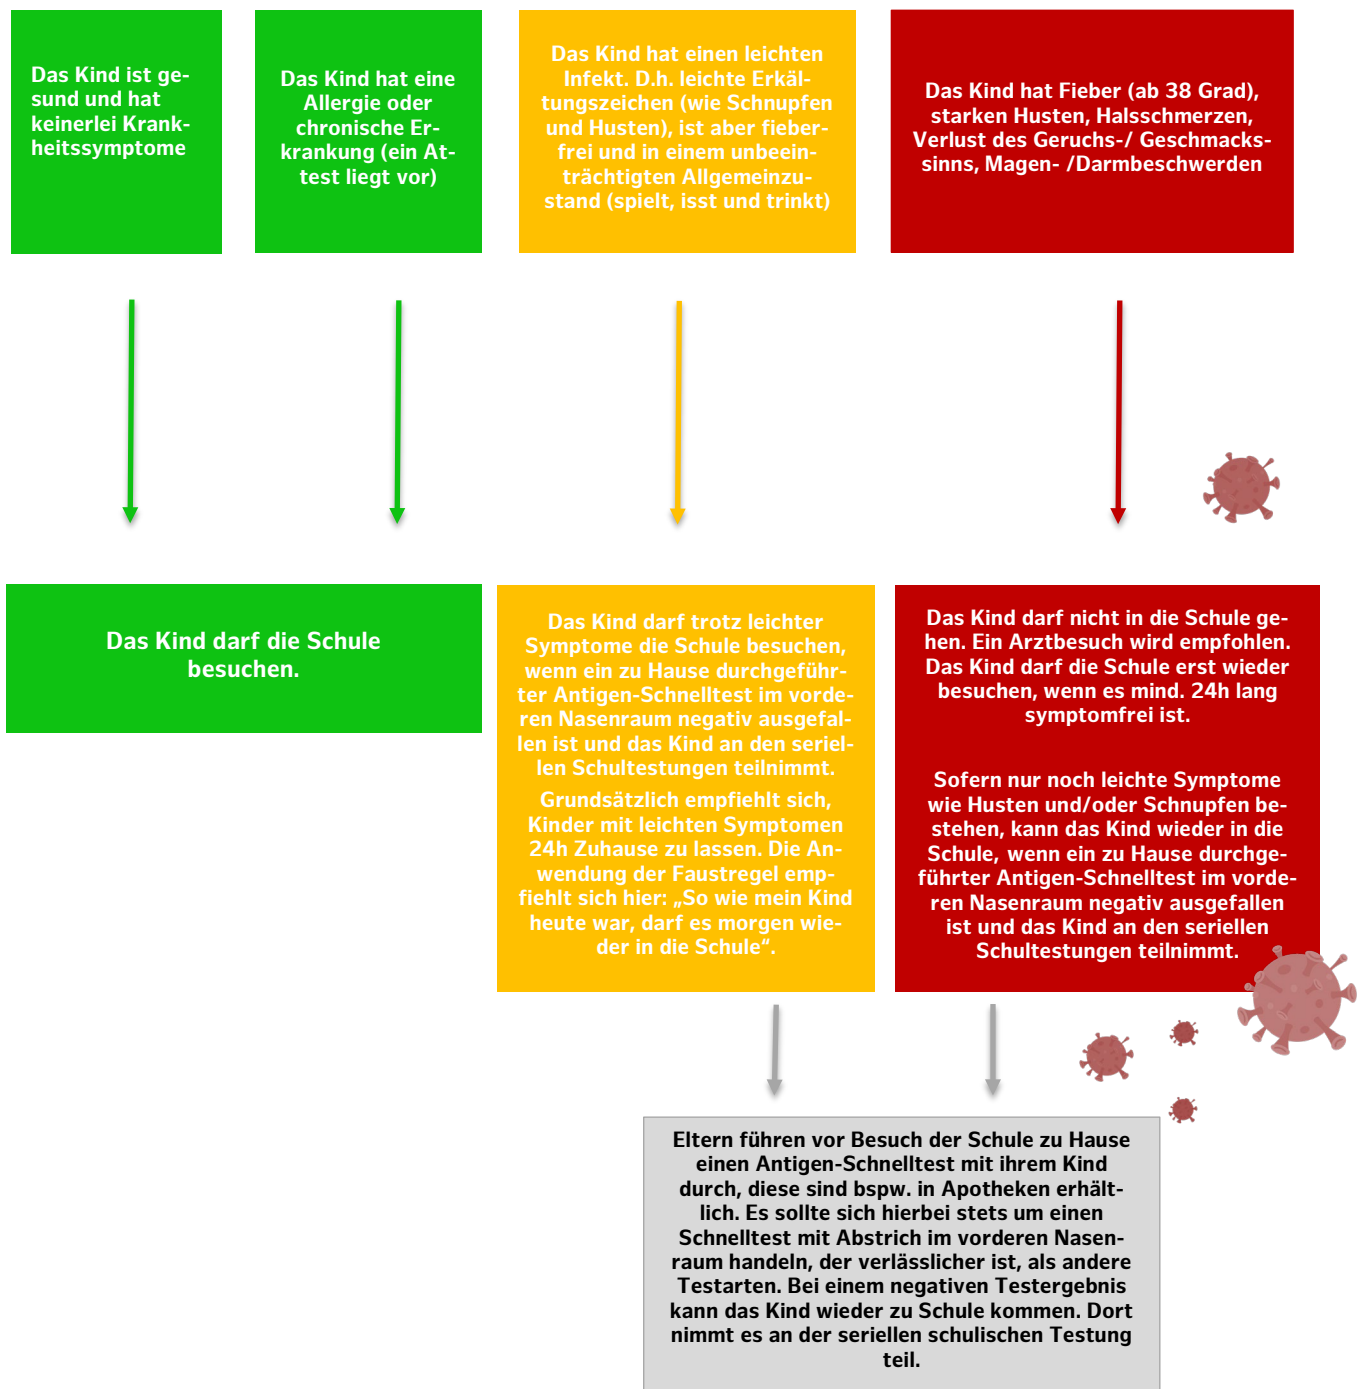 Das Kind ist ge-
sund und hat
keinerlei Krank-
heitssymptome
Das Kind hat eine
Allergie oder
chronische Er-
krankung (ein At-
test liegt vor)
Das Kind hat einen leichten
Infekt. D.h. leichte Erkäl-
tungszeichen (wie Schnupfen
und Husten), ist aber fieber-
frei und in einem unbeein-
trächtigten Allgemeinzu-
stand (spielt, isst und trinkt)
Das Kind hat Fieber (ab 38 Grad),
starken Husten, Halsschmerzen,
Verlust des Geruchs-/ Geschmacks-
sinns, Magen- /Darmbeschwerden
Das Kind darf die Schule
besuchen.
Das Kind darf trotz leichter
Symptome die Schule besuchen,
wenn ein zu Hause durchgeführ-
ter Antigen-Schnelltest im vorde-
ren Nasenraum negativ ausgefal-
len ist und das Kind an den seriel-
len Schultestungen teilnimmt.
Grundsätzlich empfiehlt sich,
Kinder mit leichten Symptomen
24h Zuhause zu lassen. Die An-
wendung der Faustregel emp-
fiehlt sich hier: „So wie mein Kind
heute war, darf es morgen wie-
der in die Schule“.
Das Kind darf nicht in die Schule ge-
hen. Ein Arztbesuch wird empfohlen.
Das Kind darf die Schule erst wieder
besuchen, wenn es mind. 24h lang
symptomfrei ist.
Sofern nur noch leichte Symptome
wie Husten und/oder Schnupfen be-
stehen, kann das Kind wieder in die
Schule, wenn ein zu Hause durchge-
führter Antigen-Schnelltest im vorde-
ren Nasenraum negativ ausgefallen
ist und das Kind an den seriellen
Schultestungen teilnimmt.
Eltern führen vor Besuch der Schule zu Hause
einen Antigen-Schnelltest mit ihrem Kind
durch, diese sind bspw. in Apotheken erhält-
lich. Es sollte sich hierbei stets um einen
Schnelltest mit Abstrich im vorderen Nasen-
raum handeln, der verlässlicher ist, als andere
Testarten. Bei einem negativen Testergebnis
kann das Kind wieder zu Schule kommen. Dort
nimmt es an der seriellen schulischen Testung
teil.